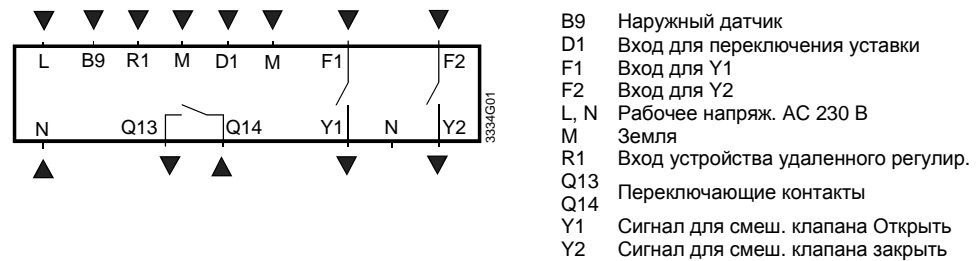 L B9 R1 M D1 M F1 F2
N Q13 Q14 Y1 N Y2
3334G01
B9 Наружный датчик
D1 Вход для переключения уставки
F1 Вход для Y1
F2 Вход для Y2
L, N Рабочее напряж. AC 230 В
M Земля
R1 Вход устройства удаленного регулир.
Q13
Q14 Переключающие контакты
Y1 Сигнал для смеш. клапана Открыть
Y2 Сигнал для смеш. клапана закрыть